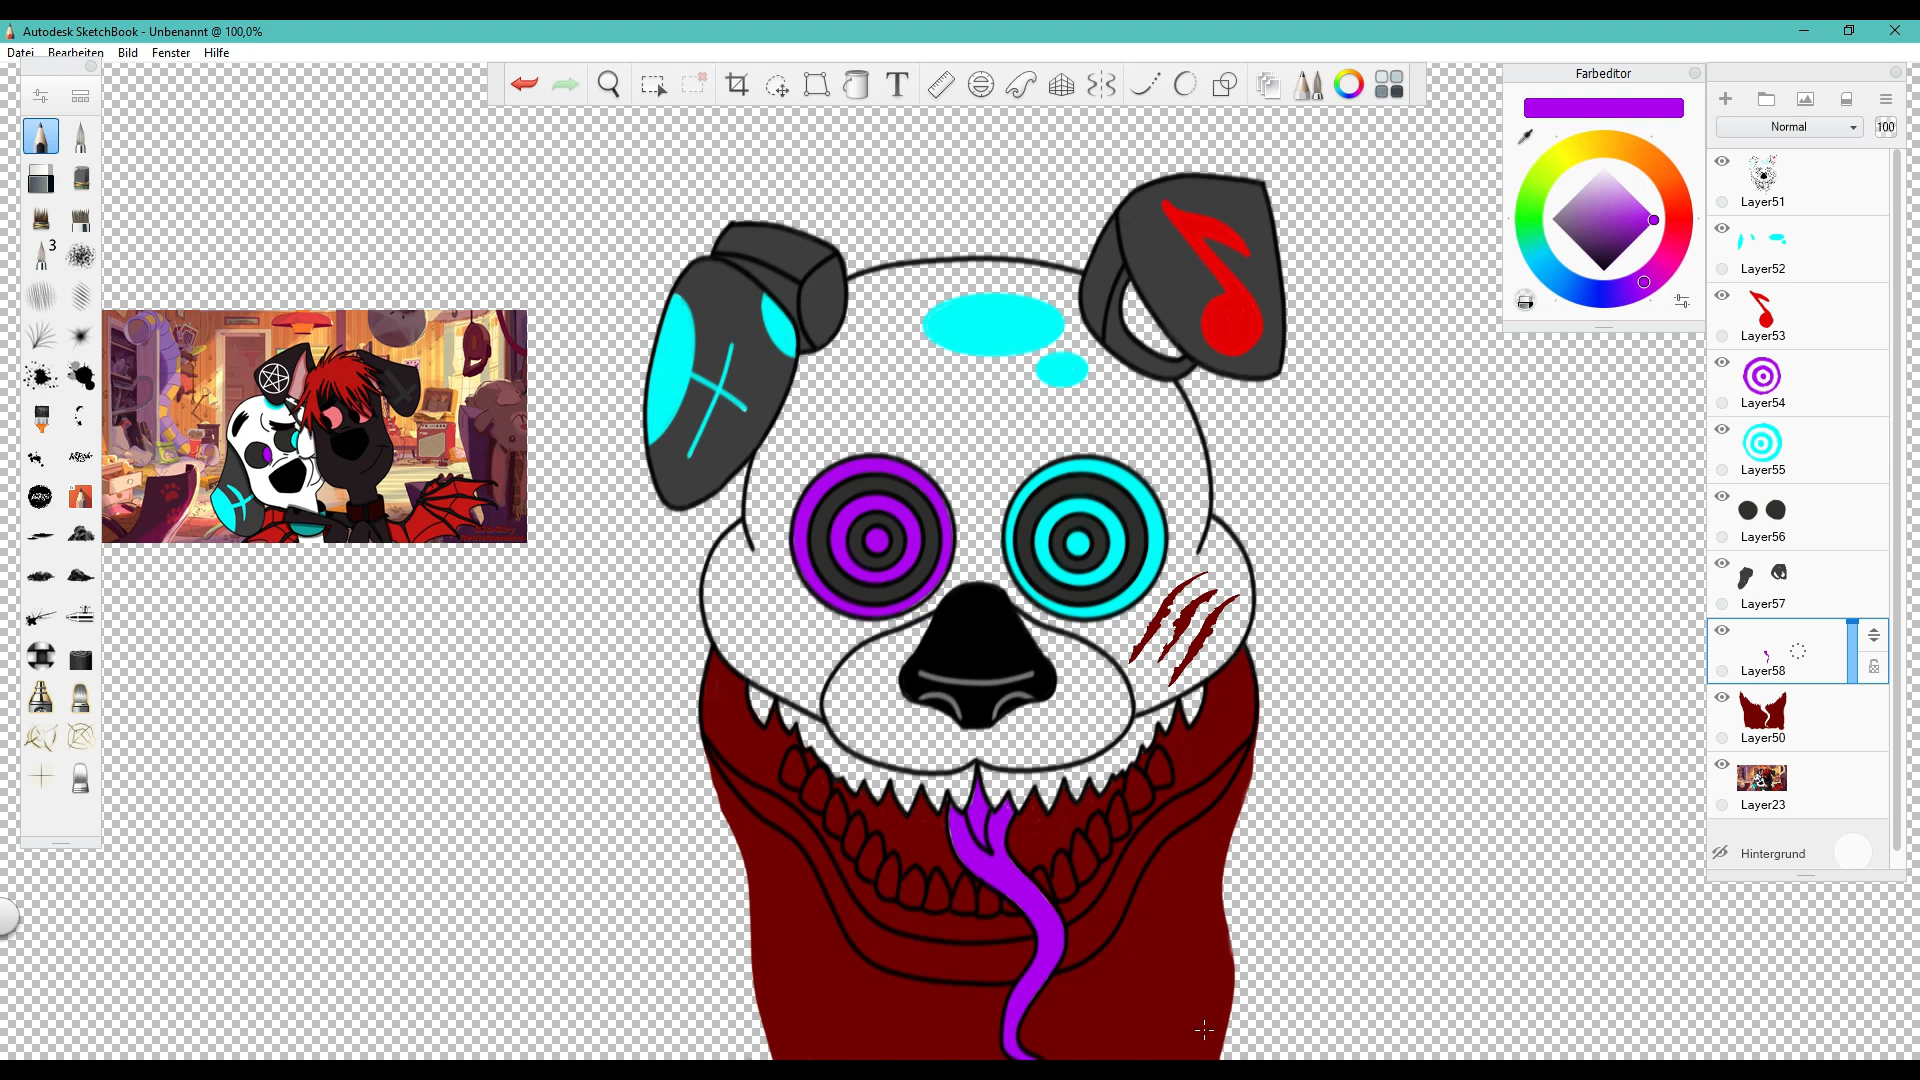 Autodesk SketchBook - Unbenannt @ 100,0%
Datei Bearbeiten Bild Fenster Hilfe
T
3
Farbeditor
Normal 100
Layer51
Layer52
Layer53
Layer54
Layer55
Layer56
Layer57
Layer58
Layer50
Layer23
Hintergrund